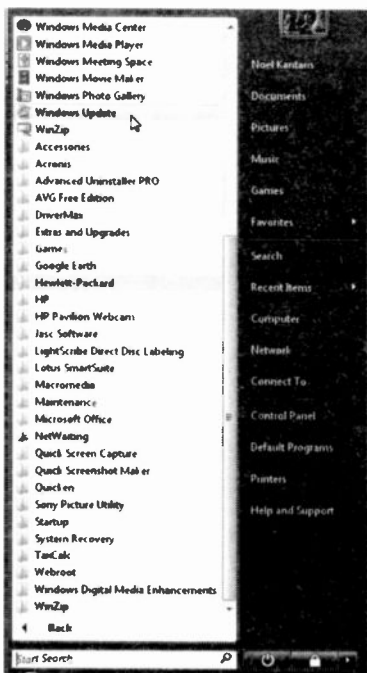 Windows Media Center
Windows Media Player
Windows Meeting Space
Windows Movie Maker
Windows Photo Gallery
Windows Update
WinZip
Accessories
Acronis
Advanced Uninstaller PRO
AVG Free Edition
DriverMax
Extras and Upgrades
Games
Google Earth
Hewlett-Packard
HP
HP Pavilion Webcam
Jasc Software
LightScribe Direct Disc Labeling
Lotus SmartSuite
Macromedia
Maintenance
Microsoft Office
NetWaiting
Quick Screen Capture
Quick Screenshot Maker
Quicken
Sony Picture Utility
Startup
System Recovery
TaxCalc
Webroot
Windows Digital Media Enhancements
WinZip
Back
Start Search
Noel Kantaris
Documents
Pictures
Music
Games
Favorites
Search
Recent Items
Computer
Network
Connect To
Control Panel
Default Programs
Printers
Help and Support